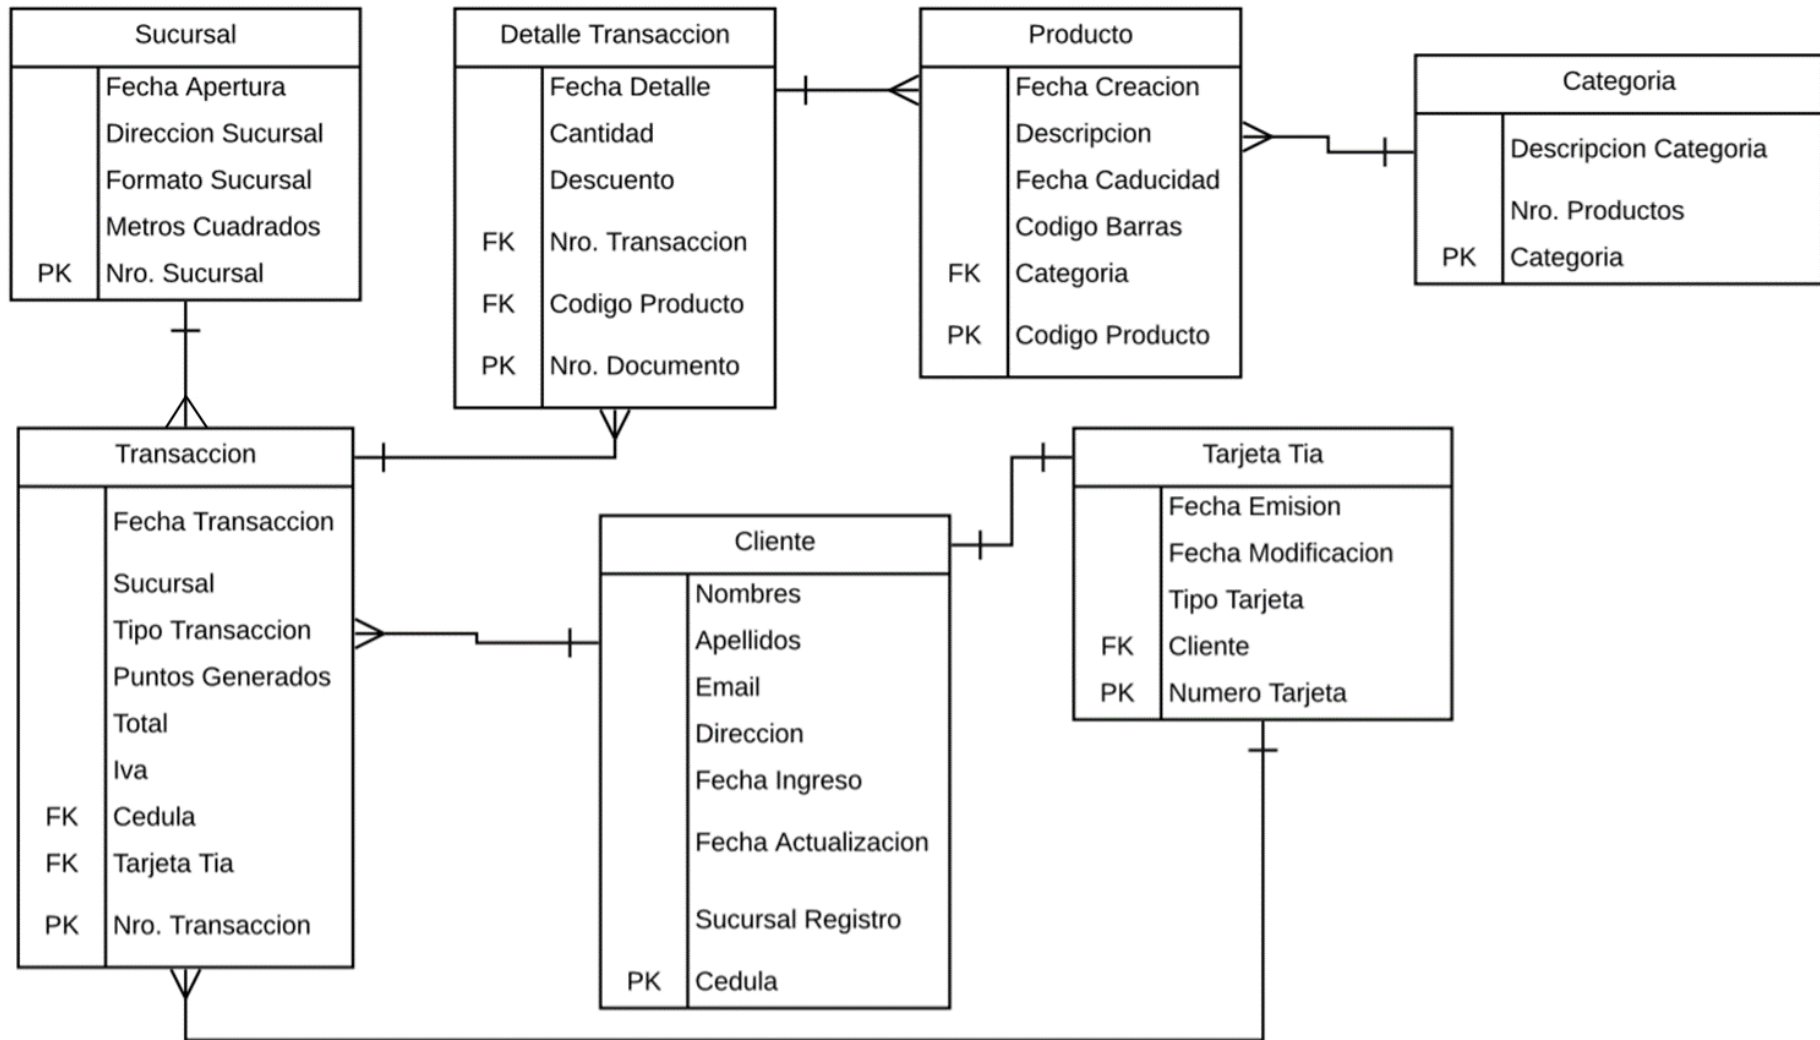 Sucursal
Fecha Apertura
Direccion Sucursal
Formato Sucursal
Metros Cuadrados
PK Nro. Sucursal
Detalle Transaccion
Fecha Detalle
Cantidad
Descuento
FK Nro. Transaccion
FK Codigo Producto
PK Nro. Documento
Producto
Fecha Creacion
Descripcion
Fecha Caducidad
Codigo Barras
FK Categoria
PK Codigo Producto
Categoria
Descripcion Categoria
Nro. Productos
PK Categoria
Transaccion
Fecha Transaccion
Sucursal
Tipo Transaccion
Puntos Generados
Total
Iva
FK Cedula
FK Tarjeta Tia
PK Nro. Transaccion
Cliente
Nombres
Apellidos
Email
Direccion
Fecha Ingreso
Fecha Actualizacion
Sucursal Registro
PK Cedula
Tarjeta Tia
Fecha Emision
Fecha Modificacion
Tipo Tarjeta
FK Cliente
PK Numero Tarjeta